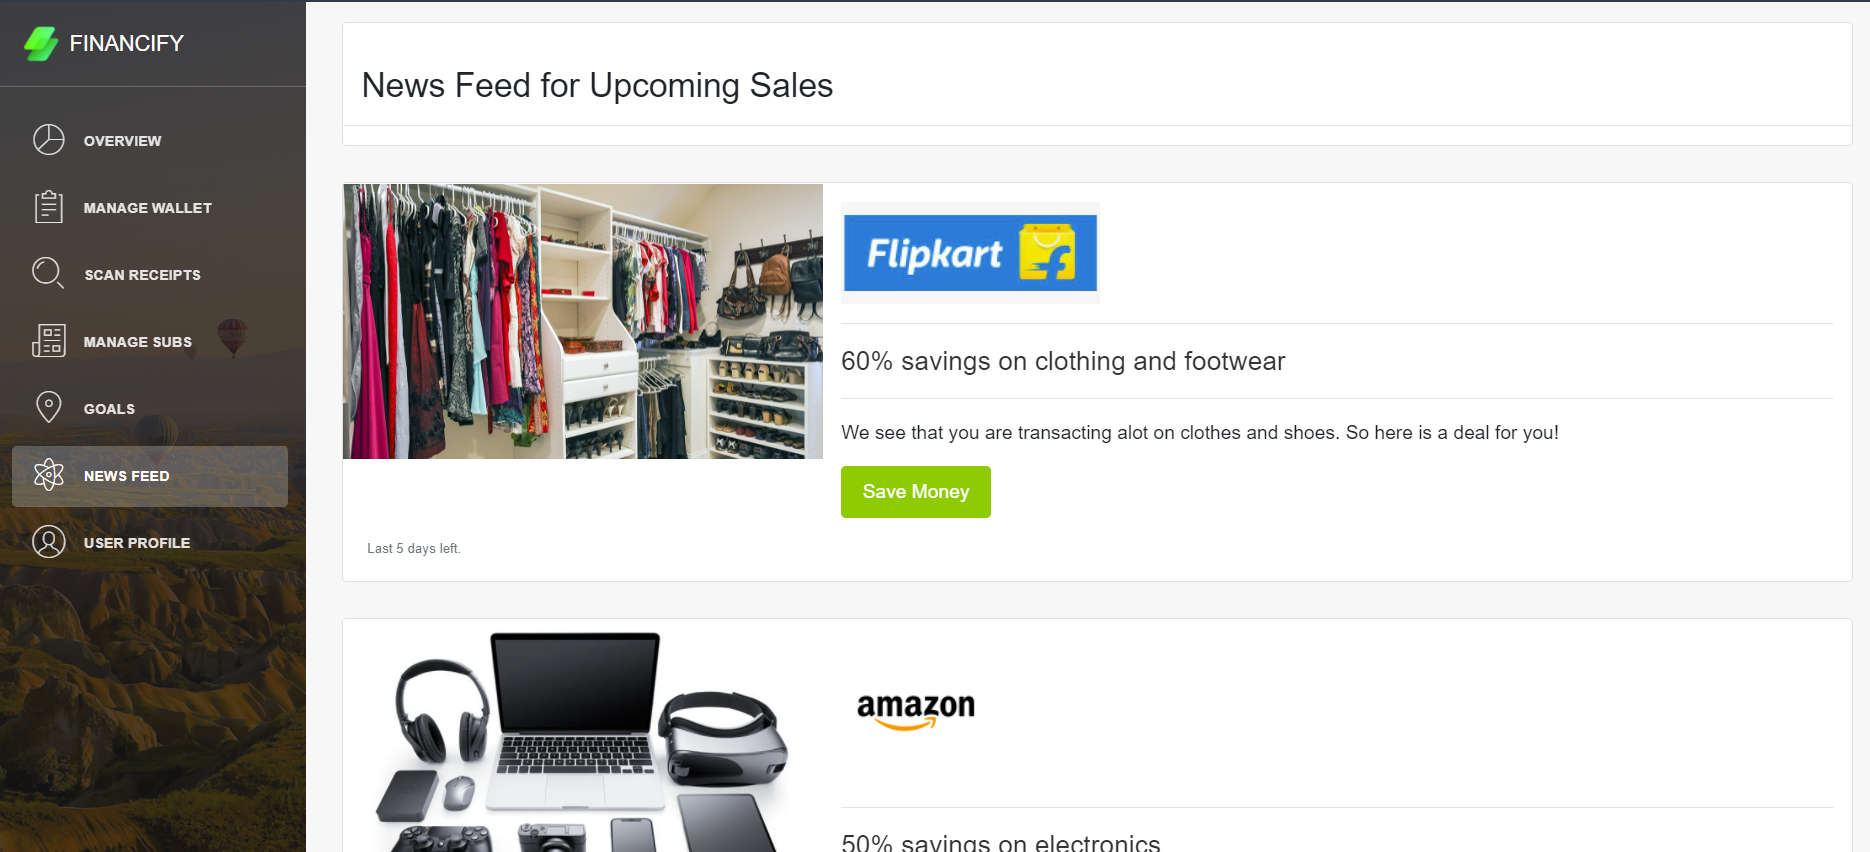 FINANCIFY
OVERVIEW
MANAGE WALLET
SCAN RECEIPTS
MANAGE SUBS
GOALS
NEWS FEED
USER PROFILE
News Feed for Upcoming Sales
Flipkart
60% savings on clothing and footwear
We see that you are transacting alot on clothes and shoes. So here is a deal for you!
Save Money
Last 5 days left.
amazon
50% savings on electronics